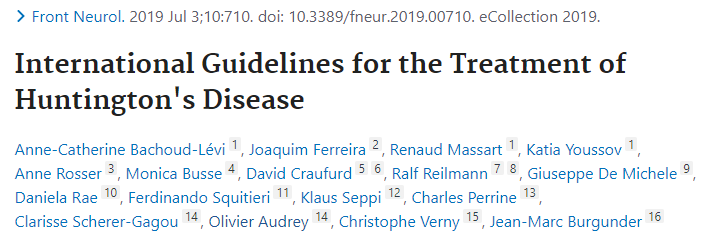 Front Neurol. 2019 Jul 3;10:710. doi: 10.3389/fneur.2019.00710. eCollection 2019.
International Guidelines for the Treatment of
Huntington's Disease
Anne-Catherine Bachoud-Lévi 1, Joaquim Ferreira 2, Renaud Massart 1, Katia Youssov 1,
Anne Rosser 3, Monica Busse 4, David Craufurd 5 6, Ralf Reilmann 7 8, Giuseppe De Michele 9,
Daniela Rae 10, Ferdinando Squitieri 11, Klaus Seppi 12, Charles Perrine 13,
Clarisse Scherer-Gagou 14, Olivier Audrey 14, Christophe Verny 15, Jean-Marc Burgunder 16